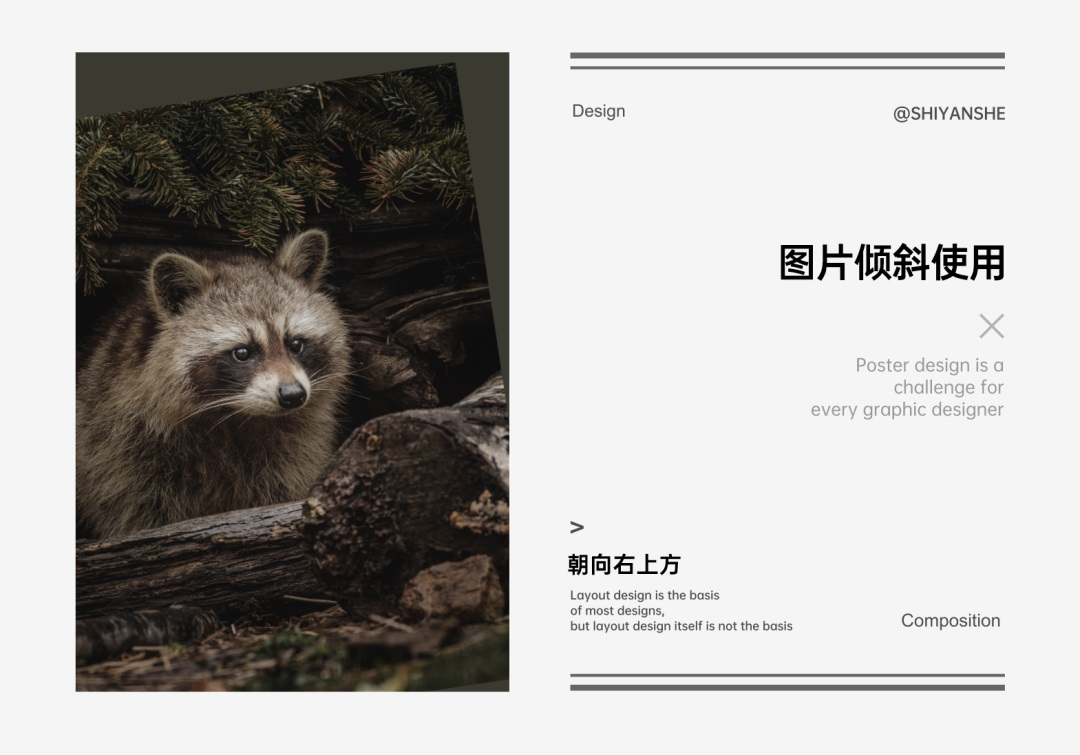 Design
@SHIYANSHE
图片倾斜使用
Poster design is a
challenge for
every graphic designer
>
朝向右上方
Layout design is the basis
of most designs,
but layout design itself is not the basis
Composition